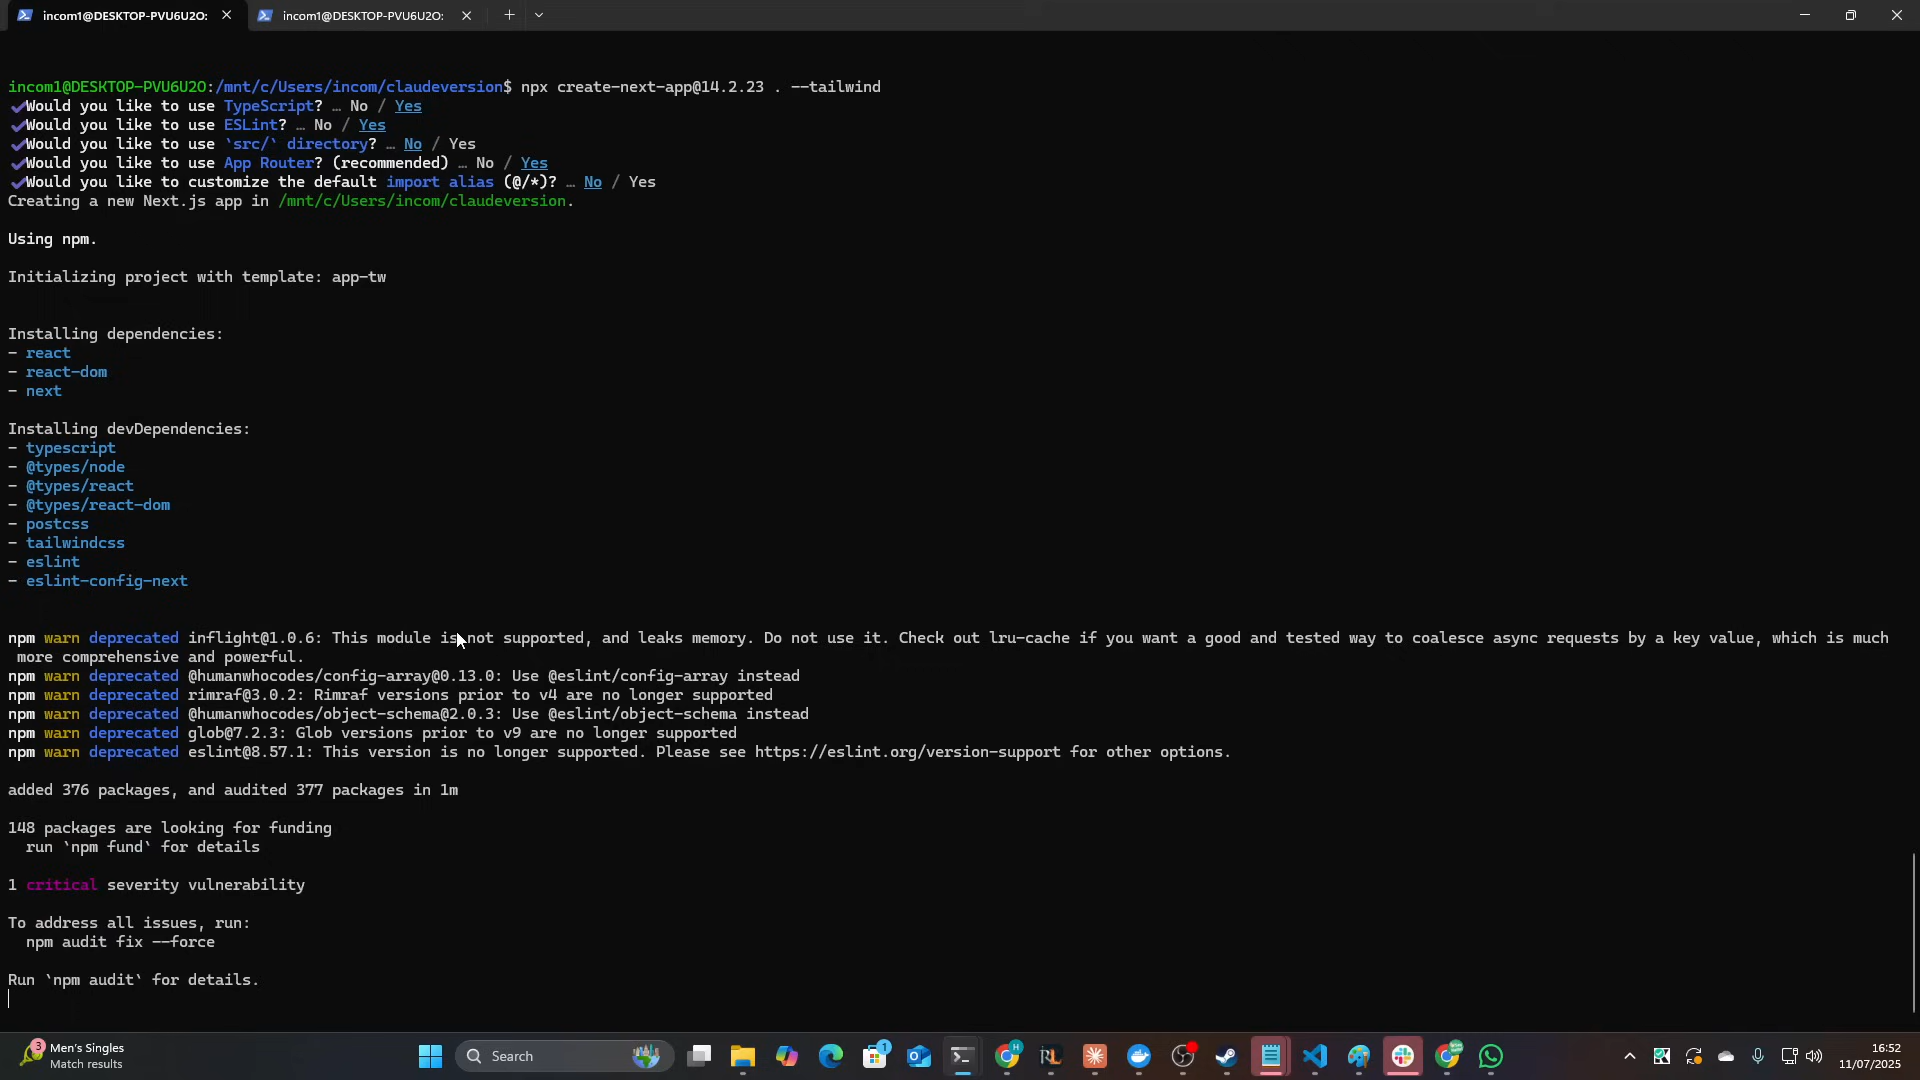 incom1@DESKTOP-PVU6U2O:
incom1@DESKTOP-PVU6U2O:
incom1@DESKTOP-PVU6U2O:/mnt/c/Users/incom/claudeversion$ npx create-next-app@14.2.23 . --tailwind
Would you like to use TypeScript? … No / Yes
Would you like to use ESLint? … No / Yes
Would you like to use `src/` directory? … No / Yes
Would you like to use App Router? (recommended) … No / Yes
Would you like to customize the default import alias (@/*)? … No / Yes
Creating a new Next.js app in /mnt/c/Users/incom/claudeversion.
Using npm.
Initializing project with template: app-tw
Installing dependencies:
- react
- react-dom
- next
Installing devDependencies:
- typescript
- @types/node
- @types/react
- @types/react-dom
- postcss
- tailwindcss
- eslint
- eslint-config-next
npm warn deprecated inflight@1.0.6: This module is not supported, and leaks memory. Do not use it. Check out lru-cache if you want a good and tested way to coalesce async requests by a key value, which is much
more comprehensive and powerful.
npm warn deprecated @humanwhocodes/config-array@0.13.0: Use @eslint/config-array instead
npm warn deprecated rimraf@3.0.2: Rimraf versions prior to v4 are no longer supported
npm warn deprecated @humanwhocodes/object-schema@2.0.3: Use @eslint/object-schema instead
npm warn deprecated glob@7.2.3: Glob versions prior to v9 are no longer supported
npm warn deprecated eslint@8.57.1: This version is no longer supported. Please see https://eslint.org/version-support for other options.
added 376 packages, and audited 377 packages in 1m
148 packages are looking for funding
run `npm fund` for details
1 critical severity vulnerability
To address all issues, run:
npm audit fix --force
Run `npm audit` for details.
3
Men's Singles
Match results
Search
1
H
RL
16:52
11/07/2025